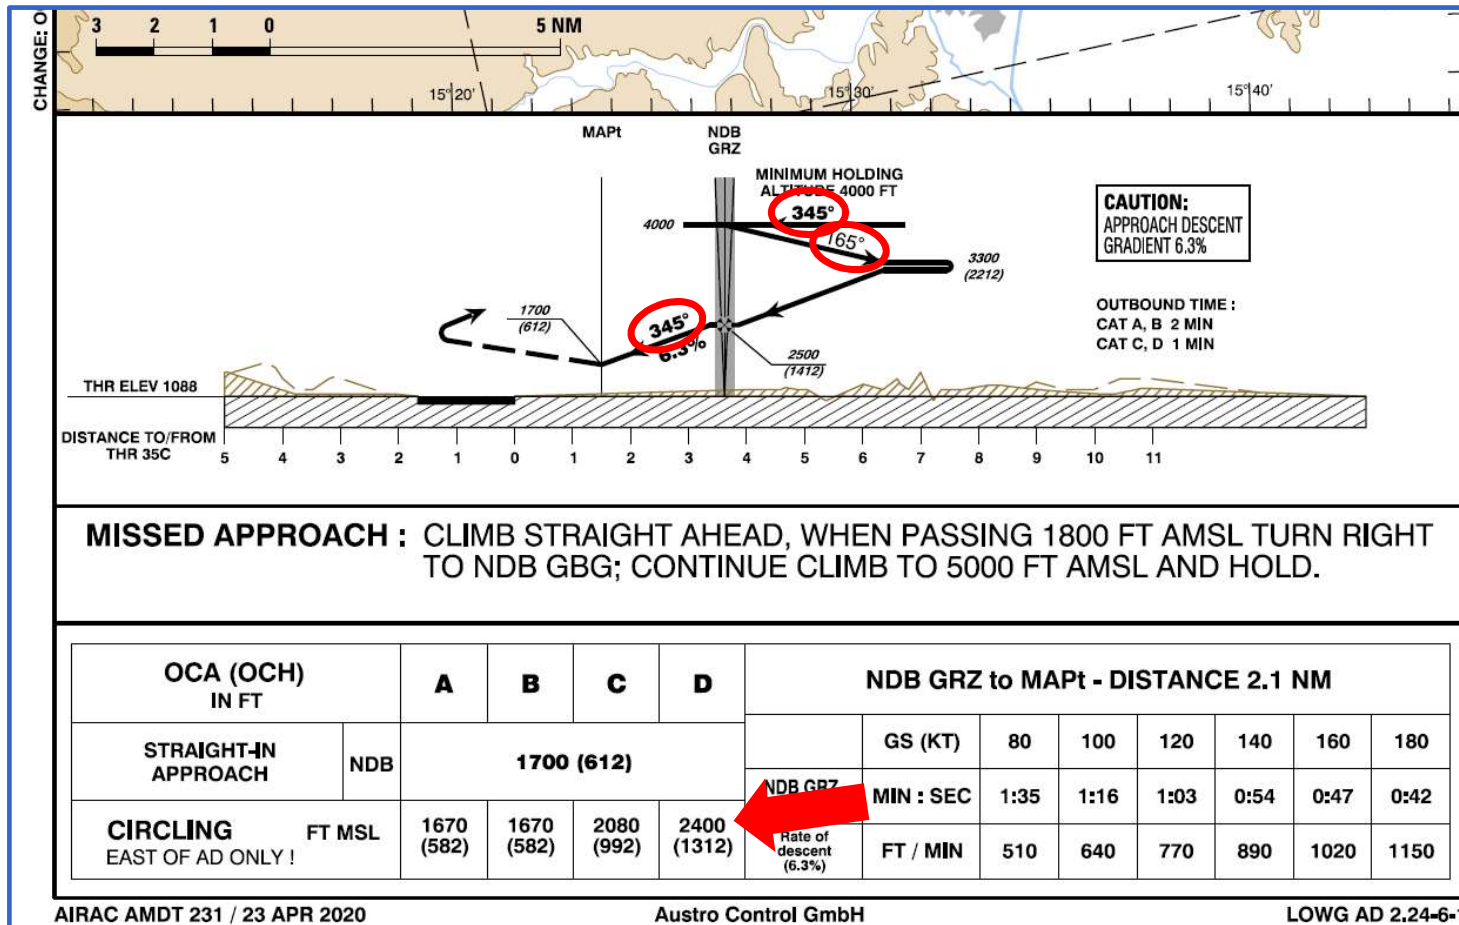 CHANGE: O
3 2 1 0 5 NM
15° 20' 15° 30' 15° 40'
MAPt
NDB
GRZ
MINIMUM HOLDING
ALTITUDE 4000 FT
345°
4000
165°
3300
(2212)
CAUTION:
APPROACH DESCENT
GRADIENT 6.3%
OUTBOUND TIME :
CAT A, B 2 MIN
CAT C, D 1 MIN
1700
(612)
345°
6.3%
2500
(1412)
THR ELEV 1088
DISTANCE TO/FROM
THR 35C
5 4 3 2 1 0 1 2 3 4 5 6 7 8 9 10 11
MISSED APPROACH : CLIMB STRAIGHT AHEAD, WHEN PASSING 1800 FT AMSL TURN RIGHT
TO NDB GBG; CONTINUE CLIMB TO 5000 FT AMSL AND HOLD.
OCA (OCH)
IN FT
A B C D
NDB GRZ to MAPt - DISTANCE 2.1 NM
STRAIGHT-IN
APPROACH
NDB
1700 (612)
GS (KT) 80 100 120 140 160 180
NDB GRZ
MIN : SEC 1:35 1:16 1:03 0:54 0:47 0:42
CIRCLING FT MSL
EAST OF AD ONLY !
1670 1670 2080 2400
(582) (582) (992) (1312)
Rate of
descent
(6.3%)
FT / MIN 510 640 770 890 1020 1150
AIRAC AMDT 231 / 23 APR 2020 Austro Control GmbH LOWG AD 2.24-6-